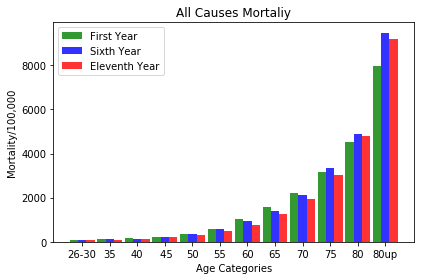 All Causes Mortaliy
First Year
Sixth Year
Eleventh Year
Mortality/100,000
8000
6000
4000
2000
0
26-30 35 40 45 50 55 60 65 70 75 80 80up
Age Categories